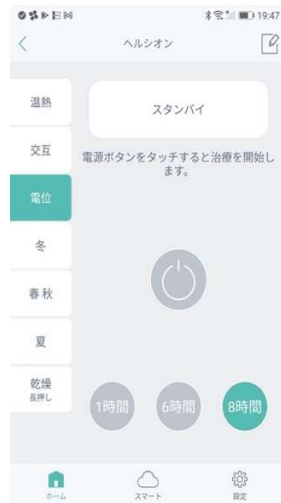 19:47
ヘルシオン
温熱
スタンバイ
交互
電源ボタンをタッチすると治療を開始し
ます。
電位
冬
春秋
夏
乾燥
長押し
1時間
6時間
8時間
ホーム
スマート
設定